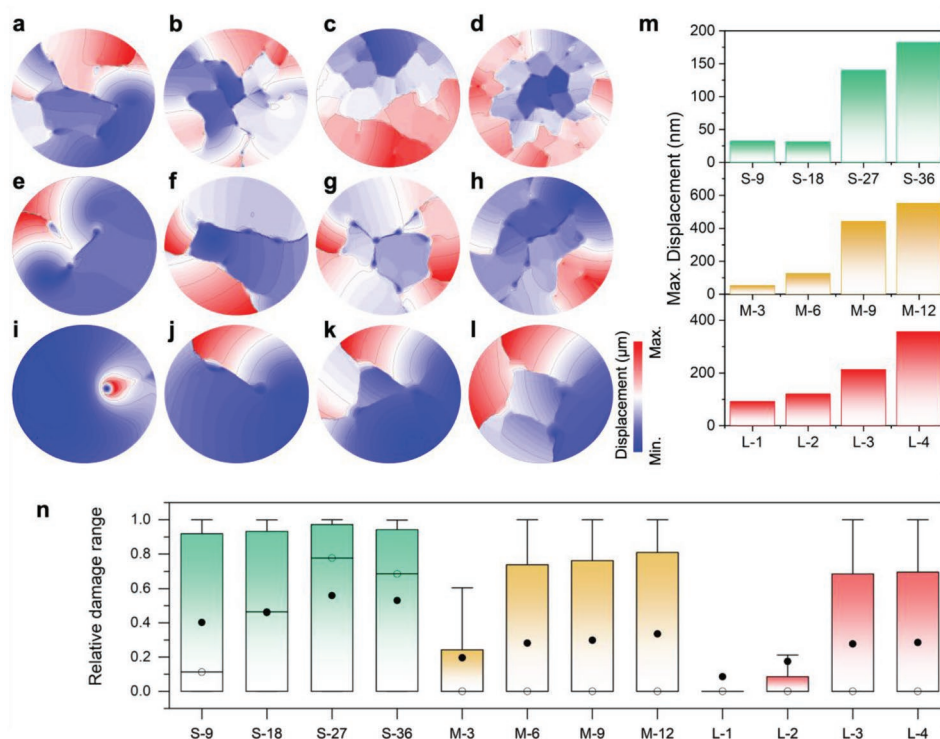 a
b
c
d
e
f
g
h
i
j
k
l
Displacement (µm)
Min.
Max.
m
Max. Displacement (nm)
200
150
100
50
0
S-9 S-18 S-27 S-36
600
400
200
0
M-3 M-6 M-9 M-12
400
200
0
L-1 L-2 L-3 L-4
n
Relative damage range
1.0
0.8
0.6
0.4
0.2
0.0
S-9 S-18 S-27 S-36 M-3 M-6 M-9 M-12 L-1 L-2 L-3 L-4